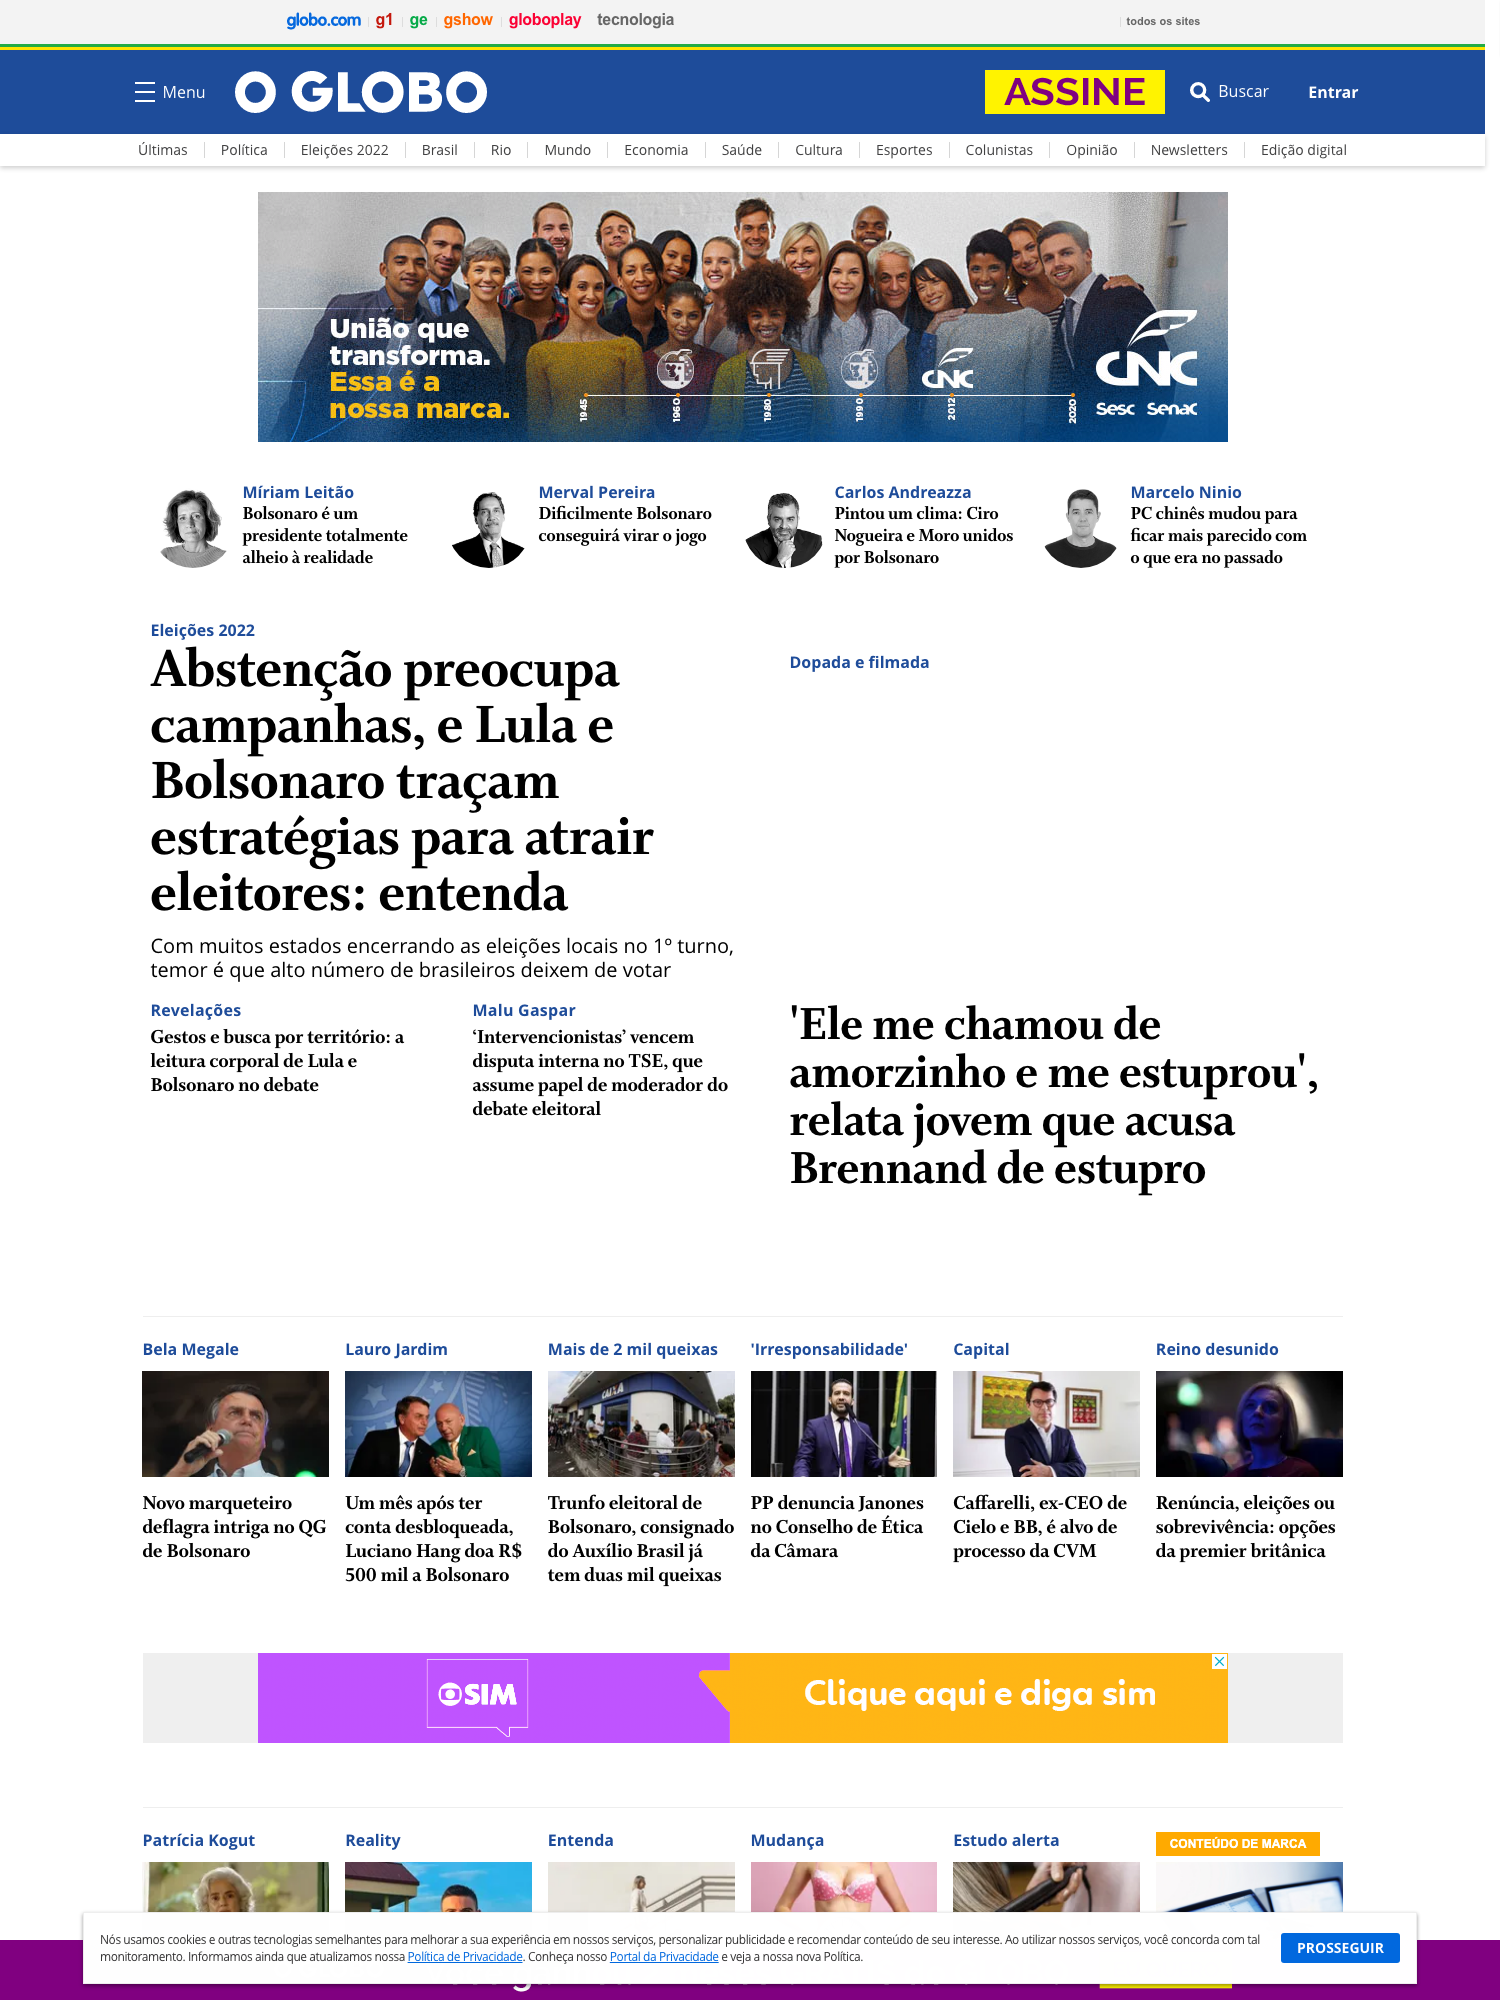 globo.com g1 ge gshow globoplay tecnologia todos os sites
Menu O GLOBO ASSINE Buscar Entrar
Últimas Política Eleições 2022 Brasil Rio Mundo Economia Saúde Cultura Esportes Colunistas Opinião Newsletters Edição digital
União que
transforma.
Essa é a
nossa marca.
1945 1960 1980 1990 2012 2020
CNC
CNC
Sesc Senac
Míriam Leitão
Bolsonaro é um
presidente totalmente
alheio à realidade
Merval Pereira
Dificilmente Bolsonaro
conseguirá virar o jogo
Carlos Andreazza
Pintou um clima: Ciro
Nogueira e Moro unidos
por Bolsonaro
Marcelo Ninio
PC chinês mudou para
ficar mais parecido com
o que era no passado
Eleições 2022
Abstenção preocupa
campanhas, e Lula e
Bolsonaro traçam
estratégias para atrair
eleitores: entenda
Com muitos estados encerrando as eleições locais no 1º turno,
temor é que alto número de brasileiros deixem de votar
Revelações
Gestos e busca por território: a
leitura corporal de Lula e
Bolsonaro no debate
Malu Gaspar
‘Intervencionistas’ vencem
disputa interna no TSE, que
assume papel de moderador do
debate eleitoral
Dopada e filmada
'Ele me chamou de
amorzinho e me estuprou',
relata jovem que acusa
Brennand de estupro
Bela Megale
Novo marqueteiro
deflagra intriga no QG
de Bolsonaro
Lauro Jardim
Um mês após ter
conta desbloqueada,
Luciano Hang doa R$
500 mil a Bolsonaro
Mais de 2 mil queixas
CAIXA
Trunfo eleitoral de
Bolsonaro, consignado
do Auxílio Brasil já
tem duas mil queixas
'Irresponsabilidade'
PP denuncia Janones
no Conselho de Ética
da Câmara
Capital
Caffarelli, ex-CEO de
Cielo e BB, é alvo de
processo da CVM
Reino desunido
Renúncia, eleições ou
sobrevivência: opções
da premier britânica
SIM
Clique aqui e diga sim
Patrícia Kogut
Reality
Entenda
Mudança
Estudo alerta
CONTEÚDO DE MARCA
Nós usamos cookies e outras tecnologias semelhantes para melhorar a sua experiência em nossos serviços, personalizar publicidade e recomendar conteúdo de seu interesse. Ao utilizar nossos serviços, você concorda com tal
monitoramento. Informamos ainda que atualizamos nossa Política de Privacidade. Conheça nosso Portal da Privacidade e veja a nossa nova Política.
PROSSEGUIR